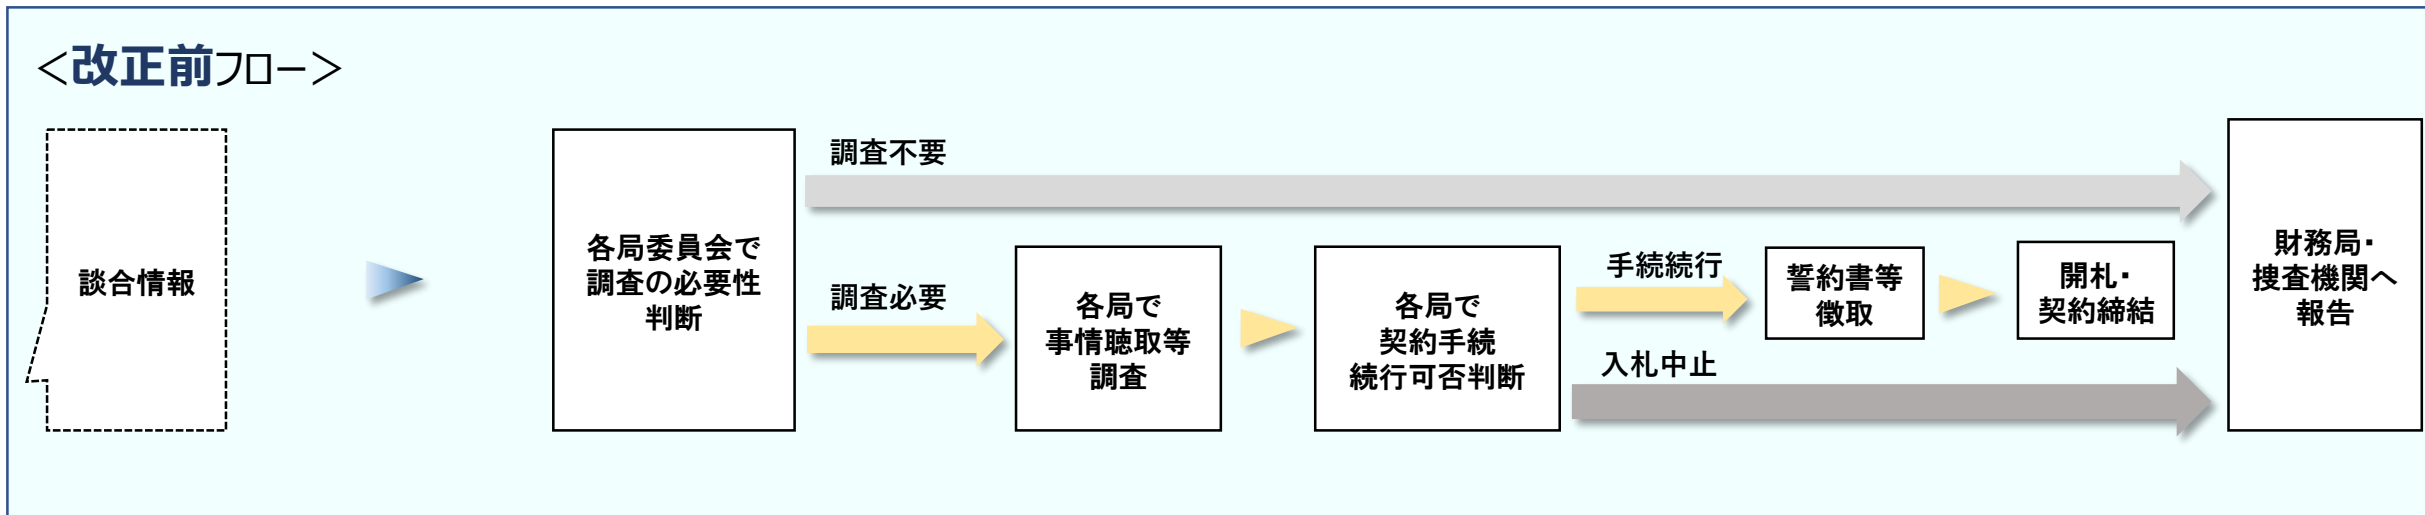 ＜改正前フロー＞
談合情報
各局委員会で
調査の必要性
判断
調査不要
調査必要
各局で
事情聴取等
調査
各局で
契約手続
続行可否判断
手続続行
入札中止
誓約書等
徴取
開札・
契約締結
財務局・
捜査機関へ
報告